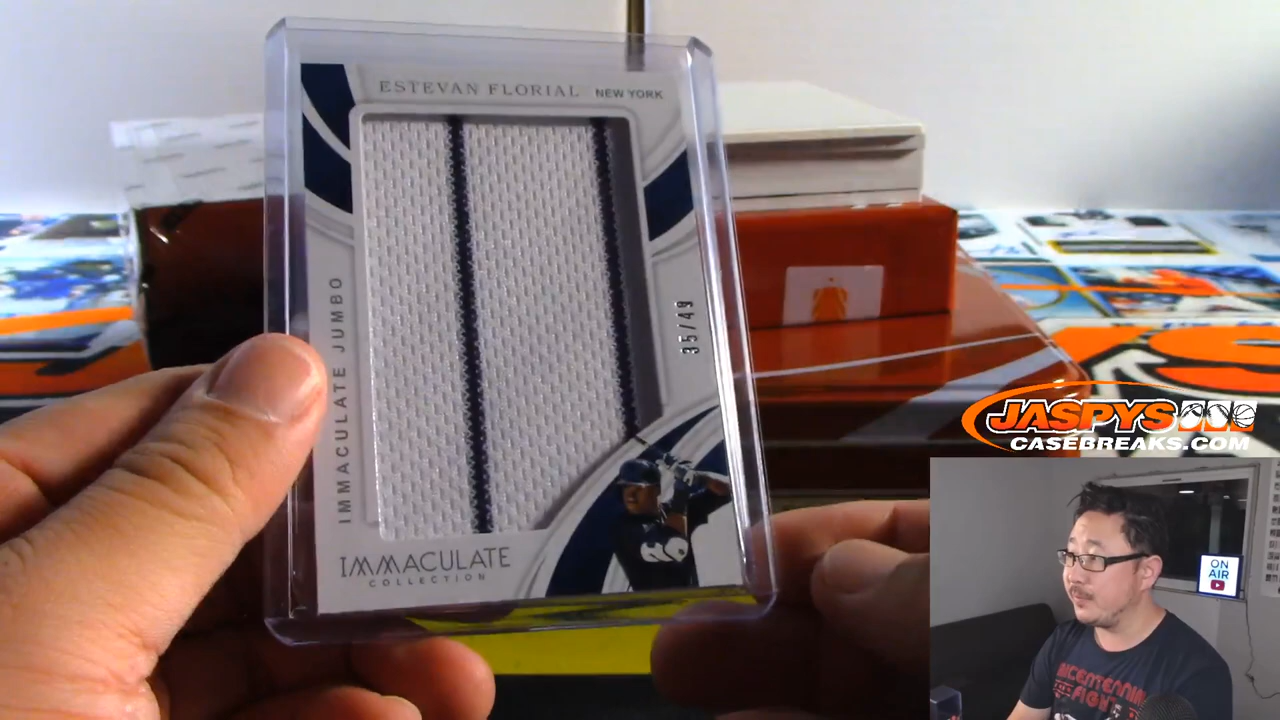 ESTEVAN FLORIAL NEW YORK
IMMACULATE JUMBO
35/49
IMMACULATE
COLLECTION
JASPYS
CASEBREAKS.COM
ON
AIR